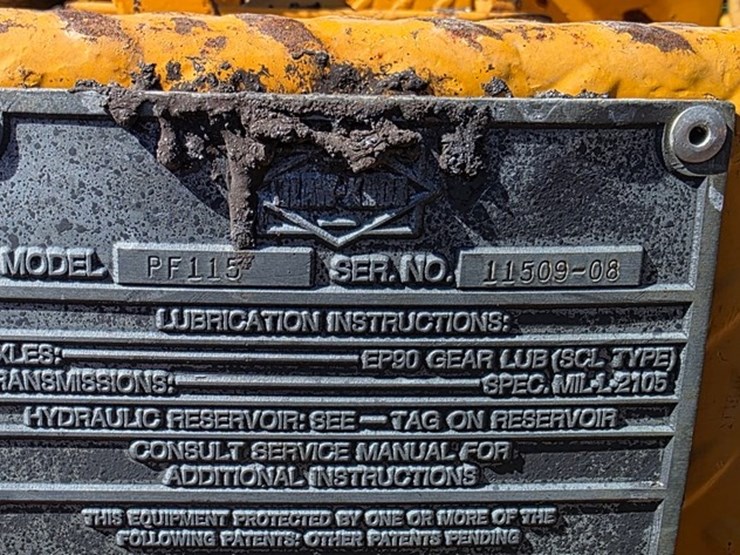 MODEL PF115 SER. NO. 11509-08
LUBRICATION INSTRUCTIONS:
XLES: EP90 GEAR LUB (SCL TYPE)
RANSMISSIONS: SPEC. MIL-L-2105
HYDRAULIC RESERVOIR: SEE — TAG ON RESERVOIR
CONSULT SERVICE MANUAL FOR
ADDITIONAL INSTRUCTIONS
THIS EQUIPMENT PROTECTED BY ONE OR MORE OF THE
FOLLOWING PATENTS: OTHER PATENTS PENDING